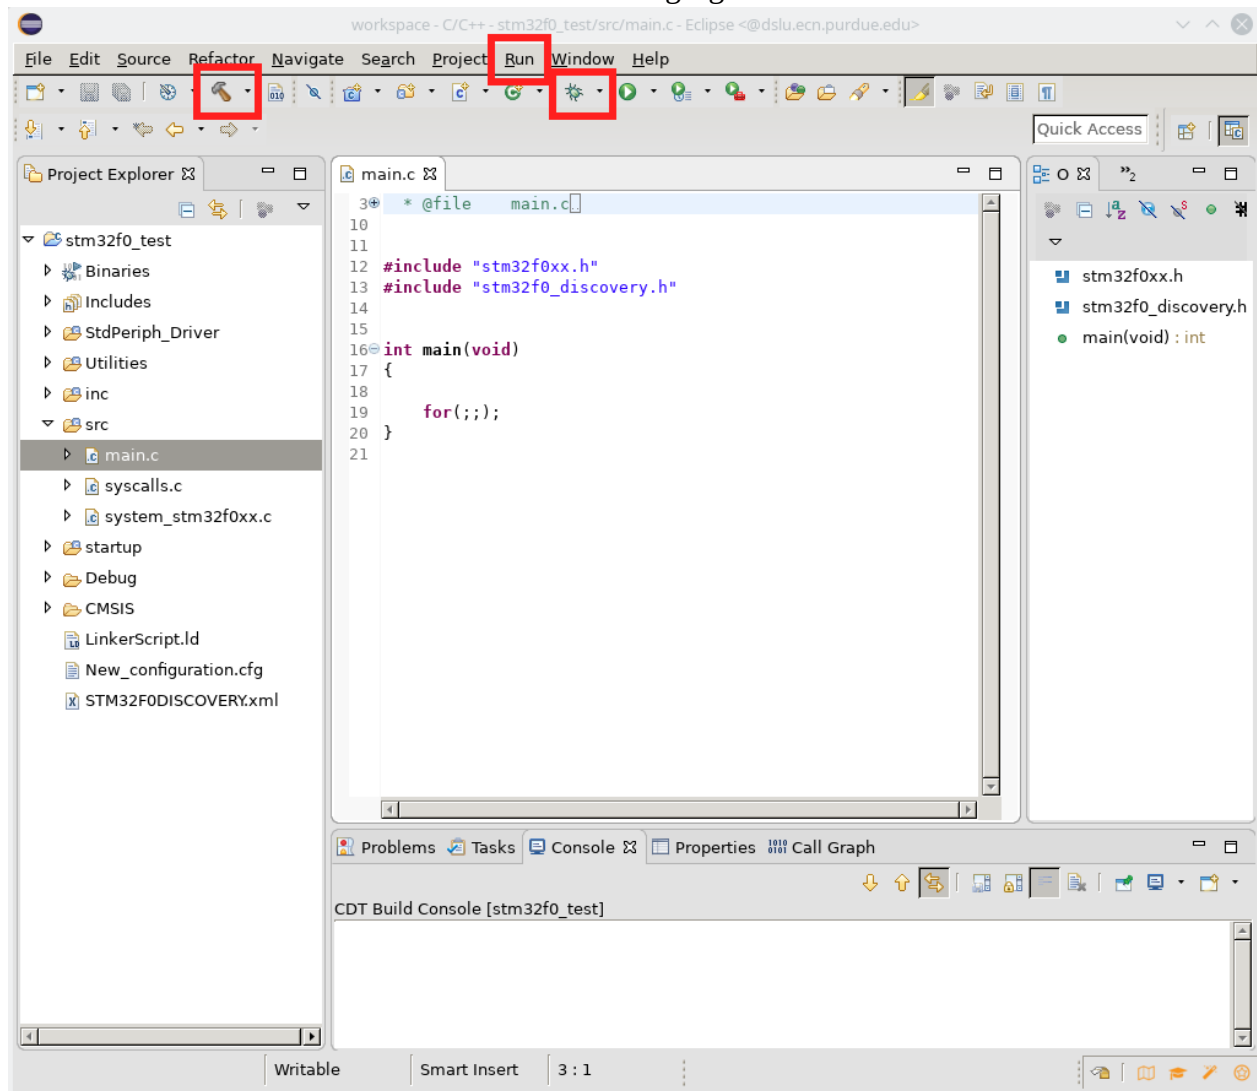 workspace - C/C++ - stm32f0_test/src/main.c - Eclipse <@dslu.ecn.purdue.edu>
File Edit Source Refactor Navigate Search Project Run Window Help
Quick Access
Project Explorer
main.c
O
»2
3 * @file main.c
10
11
12 #include "stm32f0xx.h"
13 #include "stm32f0_discovery.h"
14
15
16 int main(void)
17 {
18
19 for(;;);
20 }
21
stm32f0_test
Binaries
Includes
StdPeriph_Driver
Utilities
inc
src
main.c
syscalls.c
system_stm32f0xx.c
startup
Debug
CMSIS
LinkerScript.ld
New_configuration.cfg
STM32F0DISCOVERY.xml
stm32f0xx.h
stm32f0_discovery.h
main(void) : int
Problems Tasks Console Properties Call Graph
CDT Build Console [stm32f0_test]
Writable Smart Insert 3 : 1